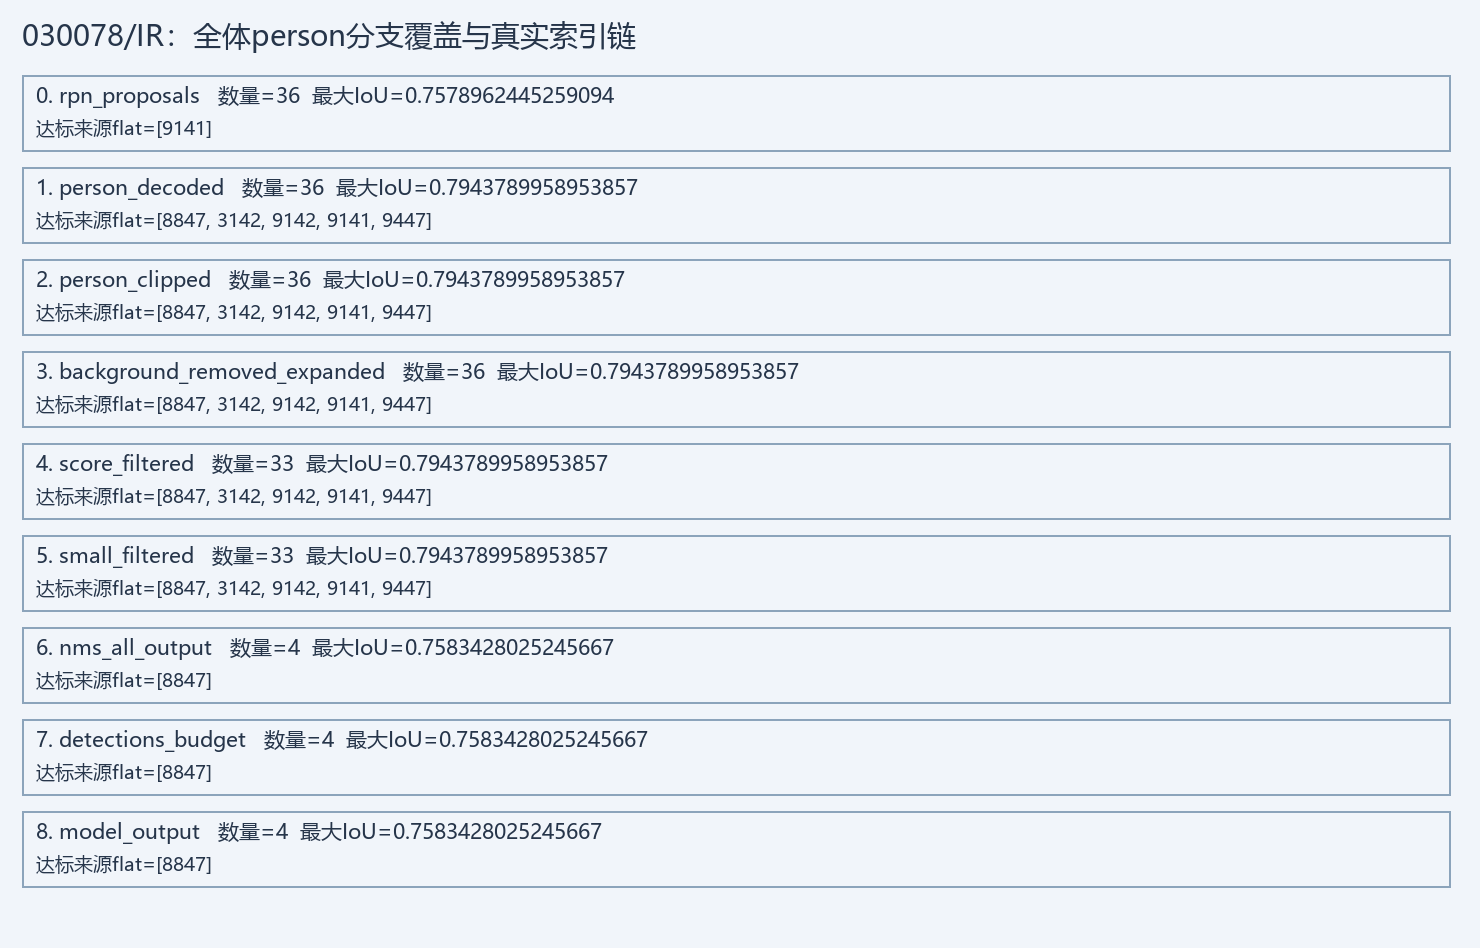 030078/IR：全体person分支覆盖与真实索引链
0. rpn_proposals 数量=36 最大IoU=0.7578962445259094
达标来源flat=[9141]
1. person_decoded 数量=36 最大IoU=0.7943789958953857
达标来源flat=[8847, 3142, 9142, 9141, 9447]
2. person_clipped 数量=36 最大IoU=0.7943789958953857
达标来源flat=[8847, 3142, 9142, 9141, 9447]
3. background_removed_expanded 数量=36 最大IoU=0.7943789958953857
达标来源flat=[8847, 3142, 9142, 9141, 9447]
4. score_filtered 数量=33 最大IoU=0.7943789958953857
达标来源flat=[8847, 3142, 9142, 9141, 9447]
5. small_filtered 数量=33 最大IoU=0.7943789958953857
达标来源flat=[8847, 3142, 9142, 9141, 9447]
6. nms_all_output 数量=4 最大IoU=0.7583428025245667
达标来源flat=[8847]
7. detections_budget 数量=4 最大IoU=0.7583428025245667
达标来源flat=[8847]
8. model_output 数量=4 最大IoU=0.7583428025245667
达标来源flat=[8847]